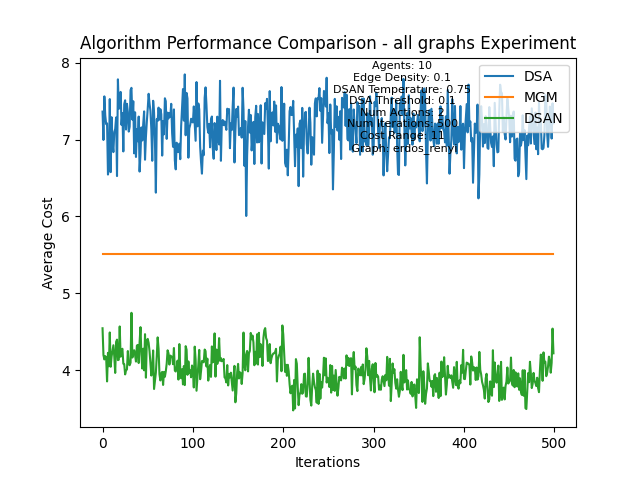 Algorithm Performance Comparison - all graphs Experiment
Agents: 10
Edge Density: 0.1
DSAN Temperature: 0.75
DSA Threshold: 0.1
Num Actions: 2
Num Iterations: 500
Cost Range: 11
Graph: erdos_renyi
DSA
MGM
DSAN
8
7
6
5
4
Average Cost
0
100
200
300
400
500
Iterations